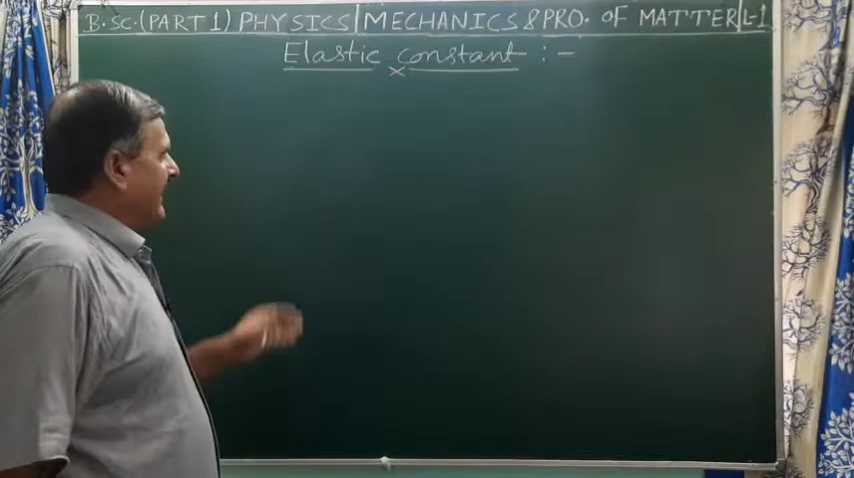 B.Sc.(PART 1) PHYSICS|MECHANICS & PRO. OF MATTER|L-1
Elastic constant :-